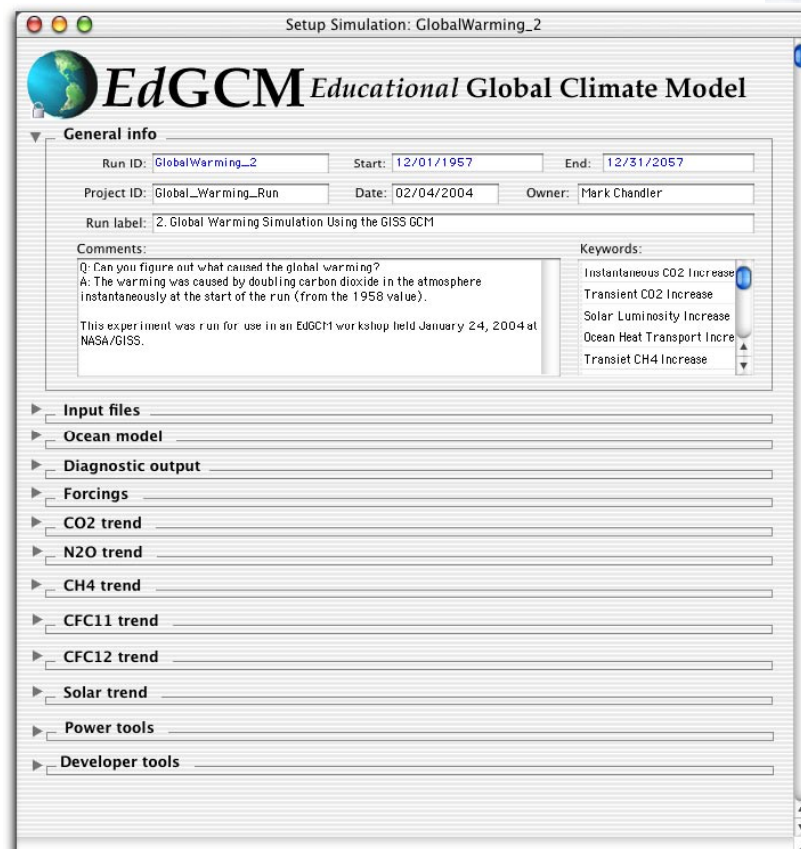 Setup Simulation: GlobalWarming_2
EdGCM Educational Global Climate Model
General info
Run ID: GlobalWarming_2 Start: 12/01/1957 End: 12/31/2057
Project ID: Global_Warming_Run Date: 02/04/2004 Owner: Mark Chandler
Run label: 2. Global Warming Simulation Using the GISS GCM
Comments: Keywords:
Q: Can you figure out what caused the global warming?
A: The warming was caused by doubling carbon dioxide in the atmosphere
instantaneously at the start of the run (from the 1958 value).
This experiment was run for use in an EdGCM workshop held January 24, 2004 at
NASA/GISS.
Instantaneous CO2 Increase
Transient CO2 Increase
Solar Luminosity Increase
Ocean Heat Transport Incre
Transiet CH4 Increase
Input files
Ocean model
Diagnostic output
Forcings
CO2 trend
N2O trend
CH4 trend
CFC11 trend
CFC12 trend
Solar trend
Power tools
Developer tools